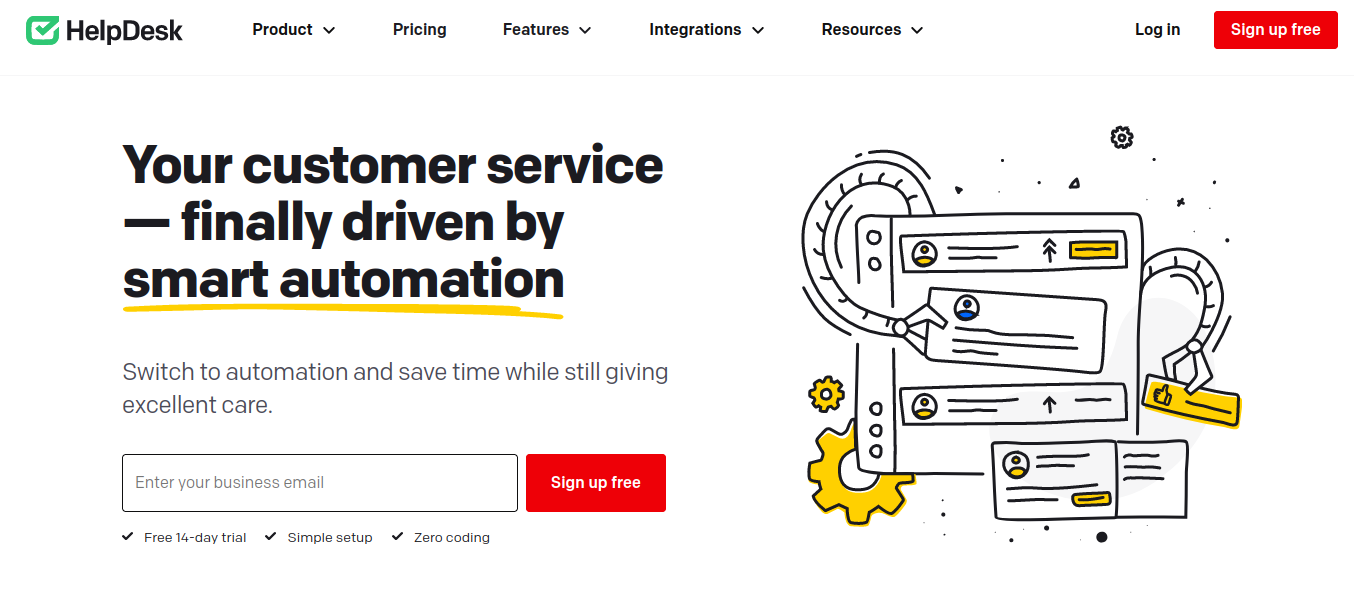 HelpDesk
Product
Pricing
Features
Integrations
Resources
Log in
Sign up free
Your customer service
— finally driven by
smart automation
Switch to automation and save time while still giving
excellent care.
Enter your business email
Sign up free
Free 14-day trial
Simple setup
Zero coding